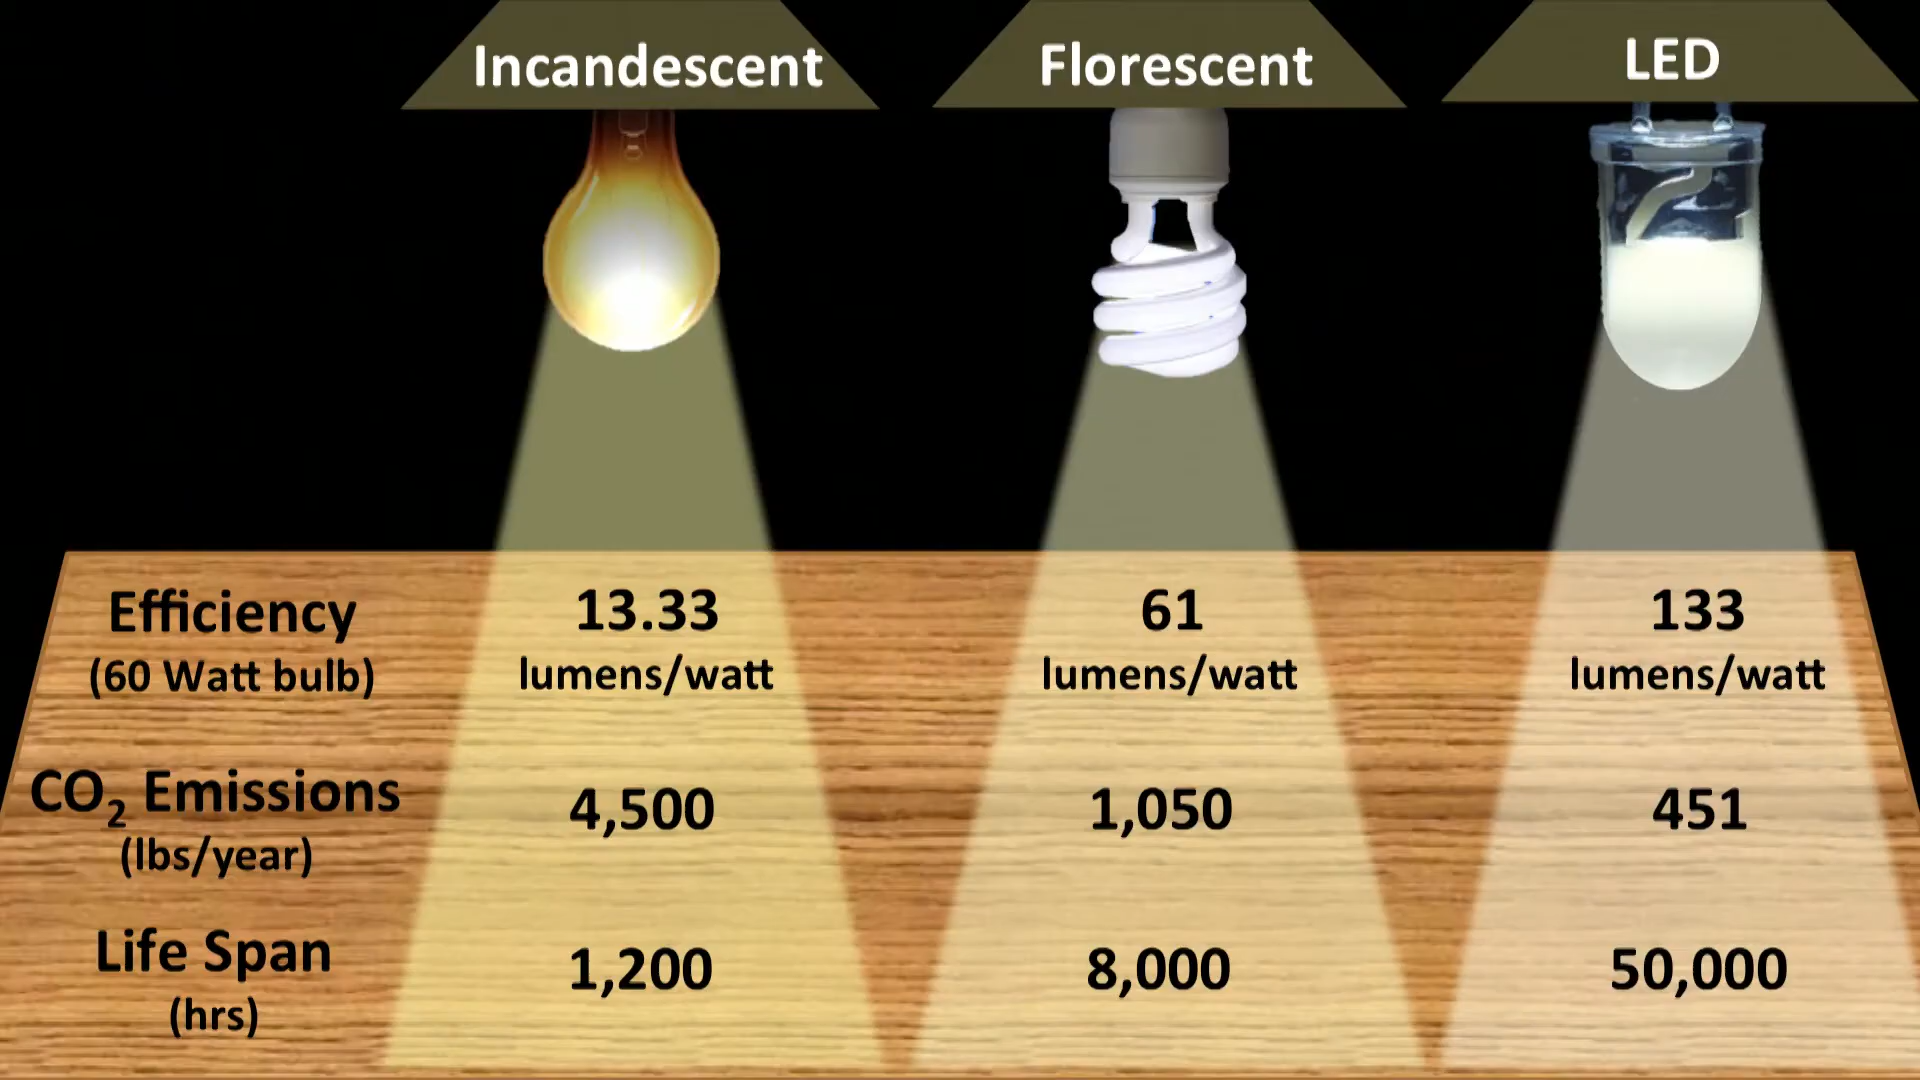 Incandescent
Florescent
LED
Efficiency
(60 Watt bulb)
13.33
lumens/watt
61
lumens/watt
133
lumens/watt
CO₂ Emissions
(lbs/year)
4,500
1,050
451
Life Span
(hrs)
1,200
8,000
50,000